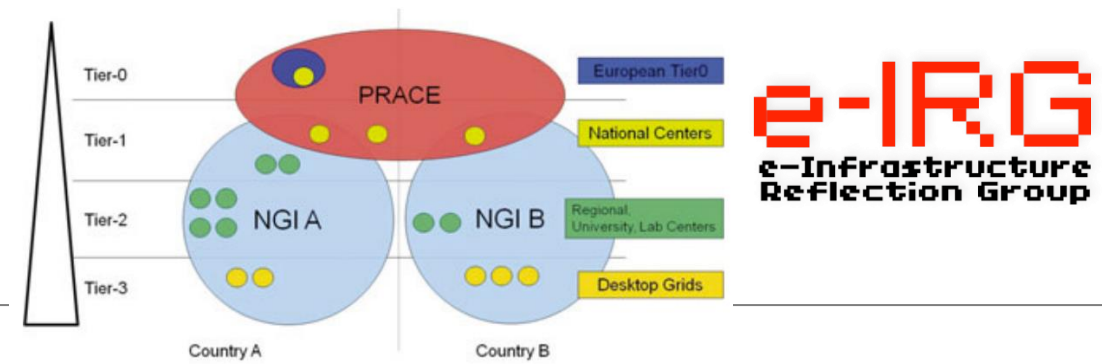 Tier-0
PRACE
European Tier0
Tier-1
National Centers
Tier-2
NGI A
NGI B
Regional,
University, Lab Centers
Tier-3
Desktop Grids
Country A
Country B
e-IRG
e-Infrastructure
Reflection Group